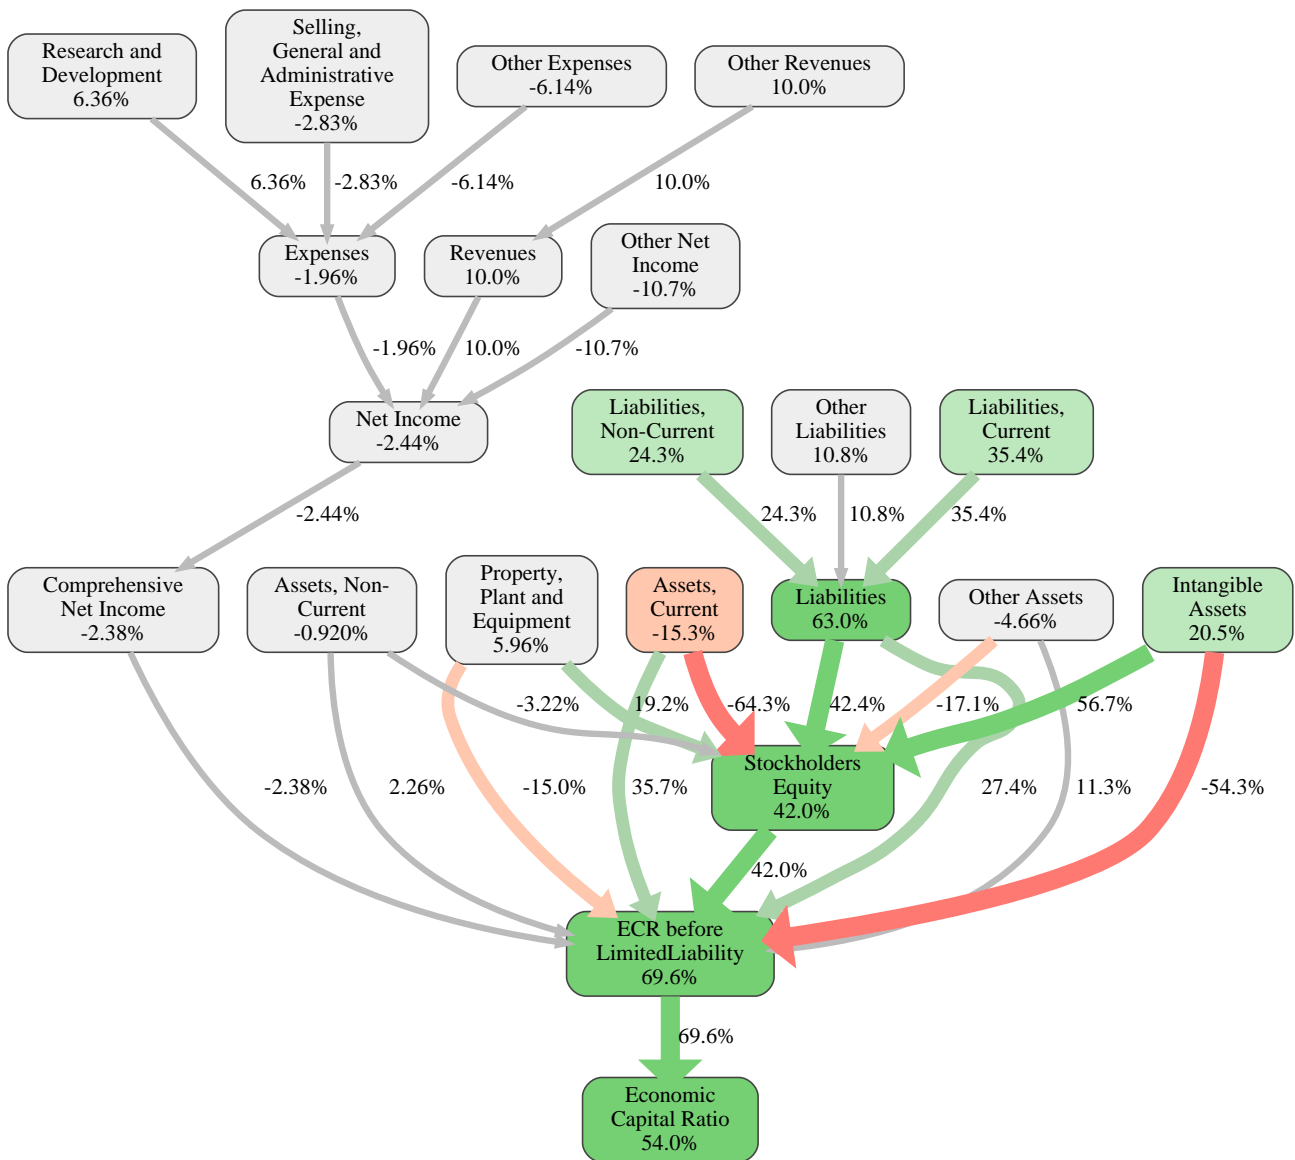 Research and
Development
6.36%
Selling,
General and
Administrative
Expense
-2.83%
Other Expenses
-6.14%
Other Revenues
10.0%
6.36%
-2.83%
-6.14%
10.0%
Expenses
-1.96%
Revenues
10.0%
Other Net
Income
-10.7%
-1.96%
10.0%
-10.7%
Net Income
-2.44%
Liabilities,
Non-Current
24.3%
Other
Liabilities
10.8%
Liabilities,
Current
35.4%
-2.44%
24.3%
10.8%
35.4%
Comprehensive
Net Income
-2.38%
Assets, Non-
Current
-0.920%
Property,
Plant and
Equipment
5.96%
Assets,
Current
-15.3%
Liabilities
63.0%
Other Assets
-4.66%
Intangible
Assets
20.5%
-3.22%
19.2%
-64.3%
42.4%
-17.1%
56.7%
Stockholders
Equity
42.0%
-2.38%
2.26%
-15.0%
35.7%
27.4%
11.3%
-54.3%
42.0%
ECR before
LimitedLiability
69.6%
69.6%
Economic
Capital Ratio
54.0%